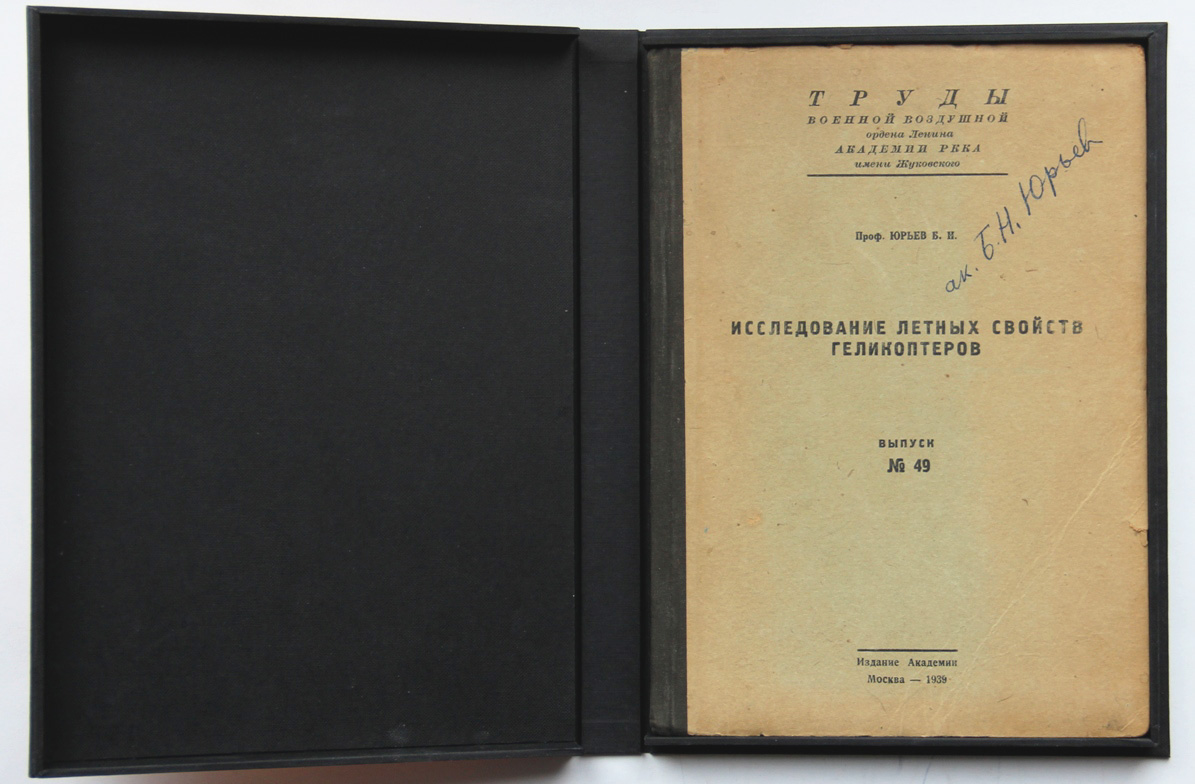 ТРУДЫ
ВОЕННОЙ ВОЗДУШНОЙ
ордена Ленина
АКАДЕМИИ РККА
имени Жуковского
Проф. ЮРЬЕВ Б. Н.
ак. Б.Н. Юрьев
ИССЛЕДОВАНИЕ ЛЕТНЫХ СВОЙСТВ
ГЕЛИКОПТЕРОВ
ВЫПУСК
№ 49
Издание Академии
Москва — 1939